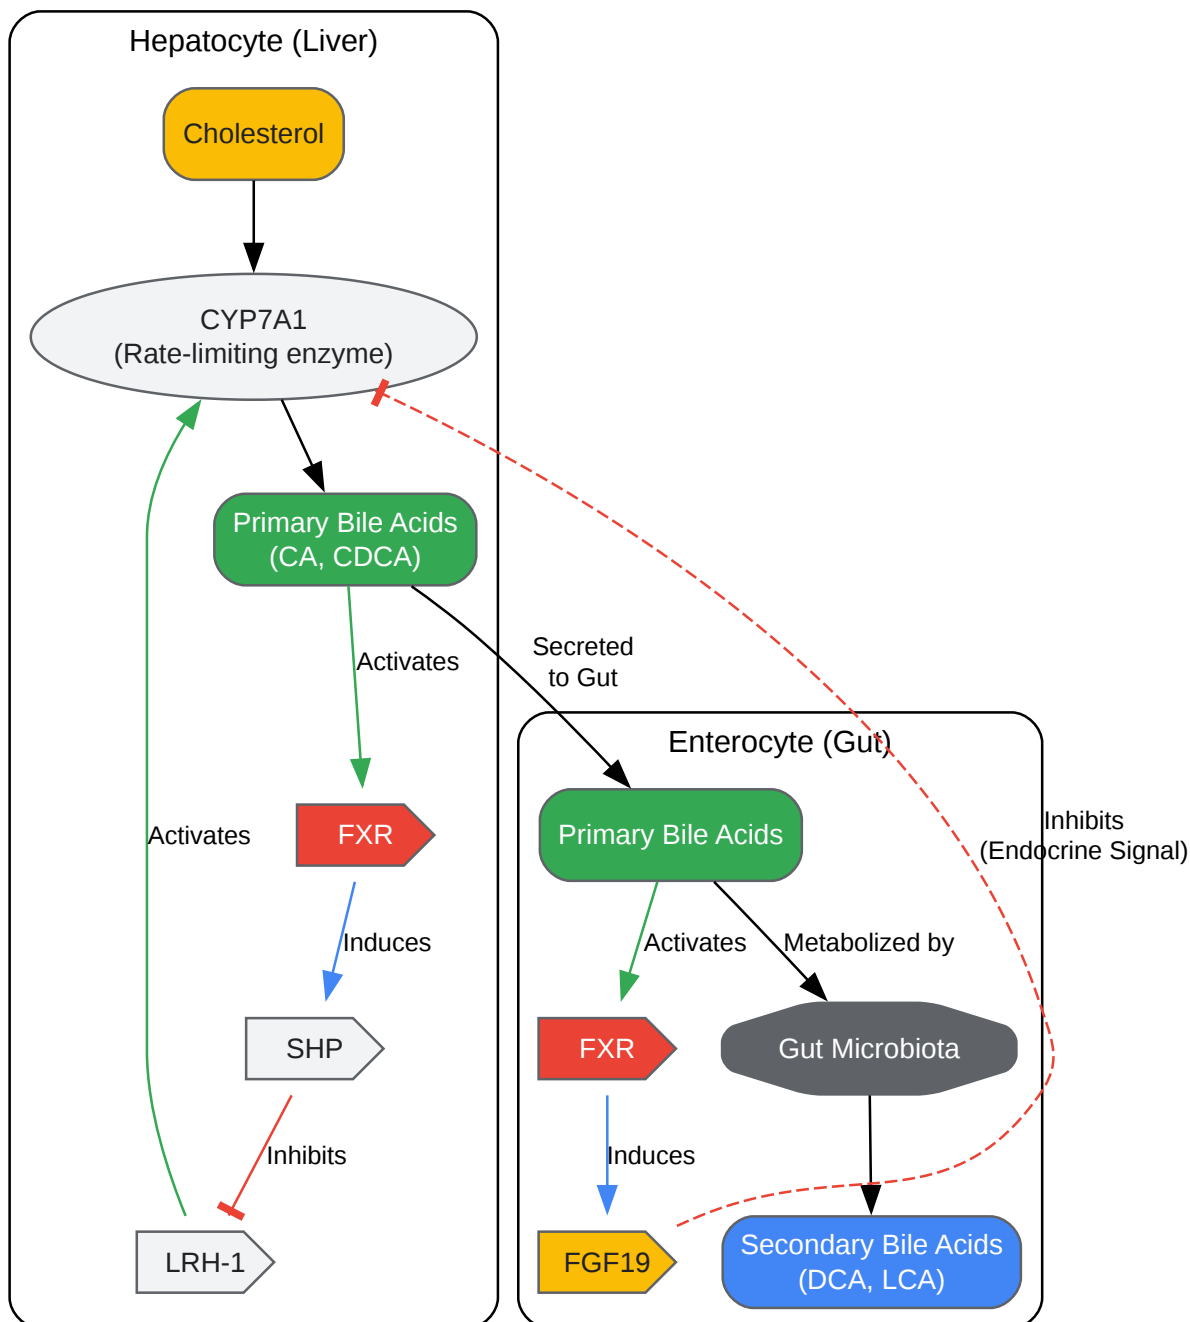 Hepatocyte (Liver)
Cholesterol
CYP7A1
(Rate-limiting enzyme)
Primary Bile Acids
(CA, CDCA)
Activates
Secreted
to Gut
Enterocyte (Gut)
FXR
Primary Bile Acids
Activates
Inhibits
(Endocrine Signal)
Induces
Activates
Metabolized by
SHP
FXR
Gut Microbiota
Inhibits
Induces
LRH-1
FGF19
Secondary Bile Acids
(DCA, LCA)